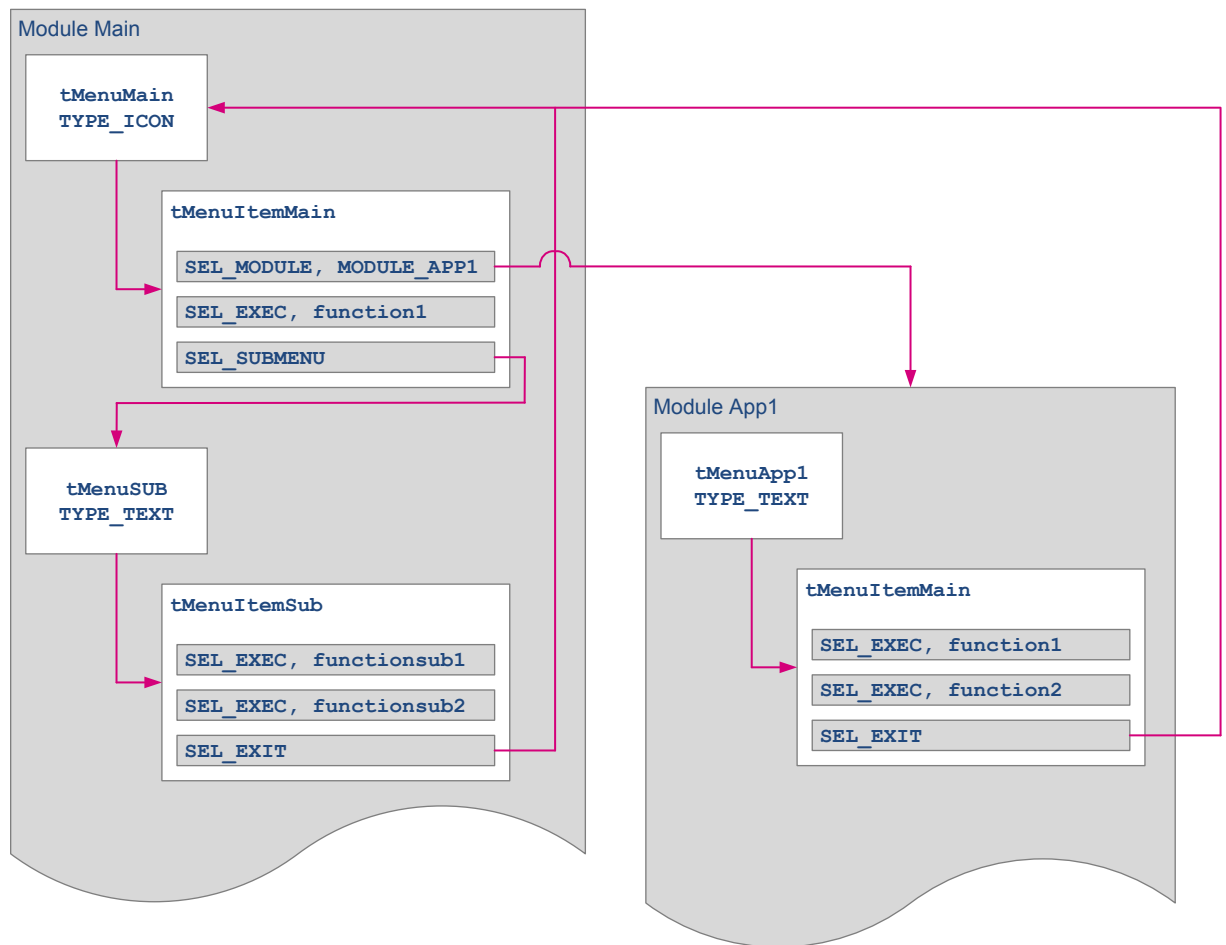 Module Main
tMenuMain
TYPE_ICON
tMenuItemMain
SEL_MODULE, MODULE_APP1
SEL_EXEC, function1
SEL_SUBMENU
tMenuSUB
TYPE_TEXT
tMenuItemSub
SEL_EXEC, functionsub1
SEL_EXEC, functionsub2
SEL_EXIT
Module App1
tMenuApp1
TYPE_TEXT
tMenuItemMain
SEL_EXEC, function1
SEL_EXEC, function2
SEL_EXIT